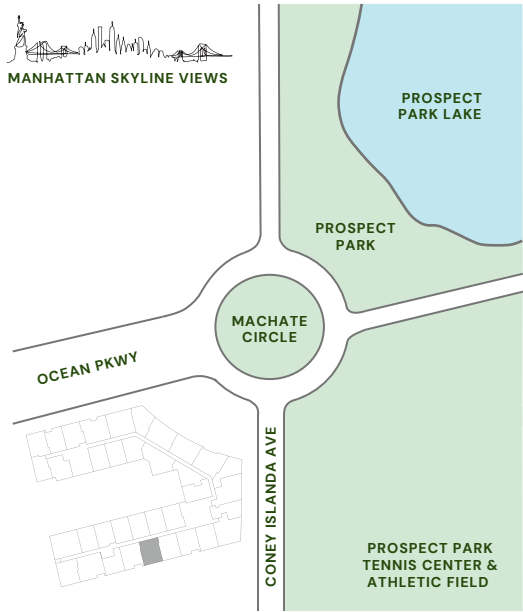 MANHATTAN SKYLINE VIEWS
PROSPECT
PARK LAKE
PROSPECT
PARK
MACHATE
CIRCLE
OCEAN PKWY
CONEY ISLANDA AVE
PROSPECT PARK
TENNIS CENTER &
ATHLETIC FIELD